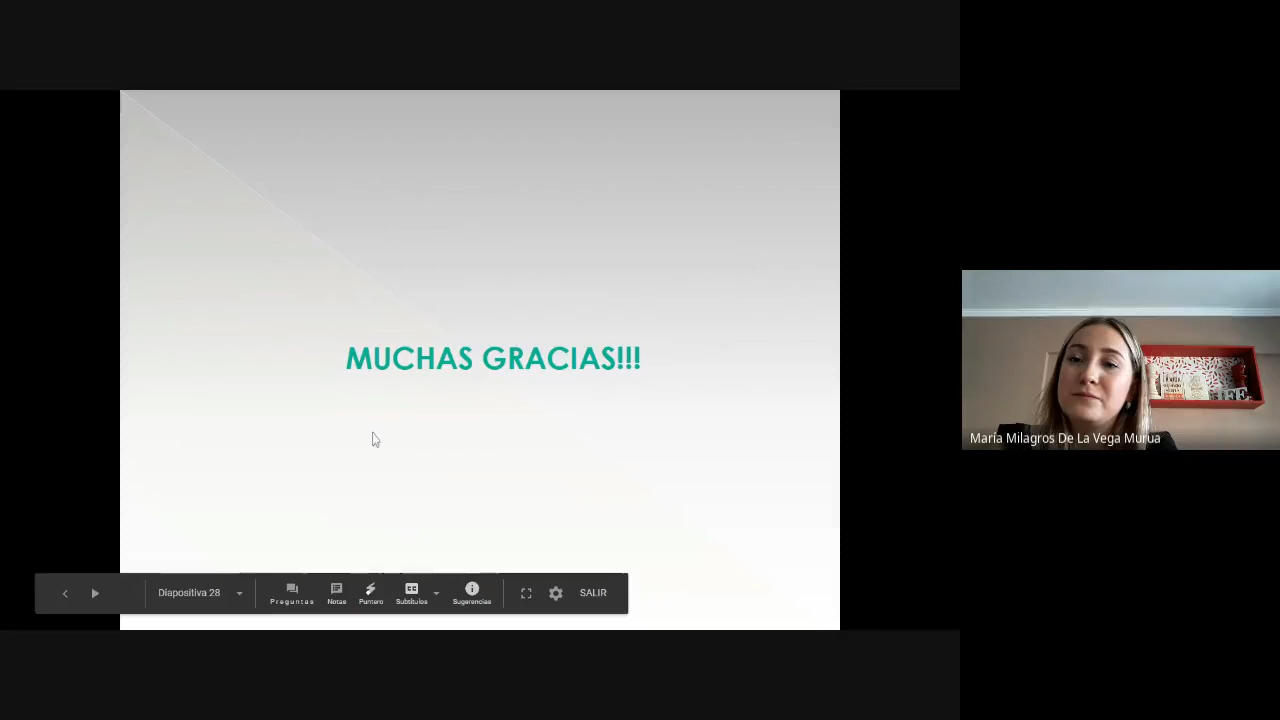 MUCHAS GRACIAS!!!
María Milagros De La Vega Murua
Diapositiva 28
Preguntas
Notas
Puntero
Subtítulos
Sugerencias
SALIR